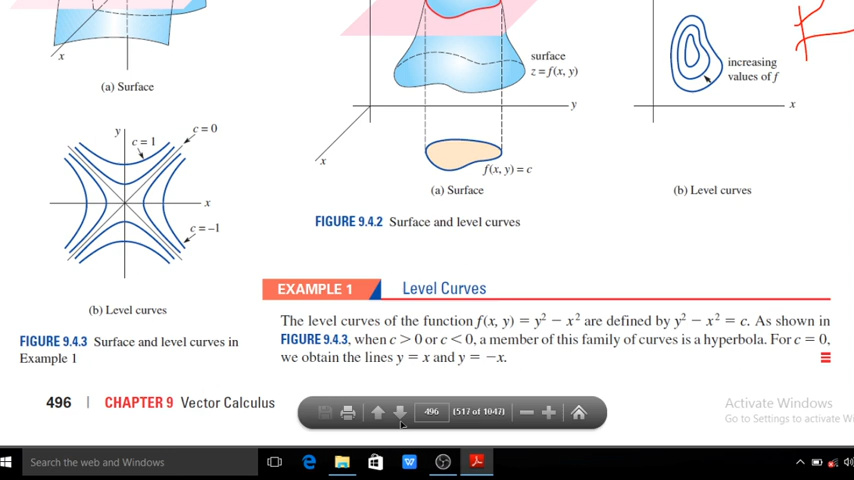 x
(a) Surface
y
c = 1
c = 0
x
c = –1
(b) Level curves
FIGURE 9.4.3 Surface and level curves in
Example 1
surface
z = f(x, y)
y
x
f(x, y) = c
(a) Surface
increasing
values of f
x
(b) Level curves
FIGURE 9.4.2 Surface and level curves
EXAMPLE 1 Level Curves
The level curves of the function f(x, y) = y² − x² are defined by y² − x² = c. As shown in
FIGURE 9.4.3, when c > 0 or c < 0, a member of this family of curves is a hyperbola. For c = 0,
we obtain the lines y = x and y = −x.
496 | CHAPTER 9 Vector Calculus
496 (517 of 1047)
Activate Windows
Go to Settings to activate Wi
Search the web and Windows